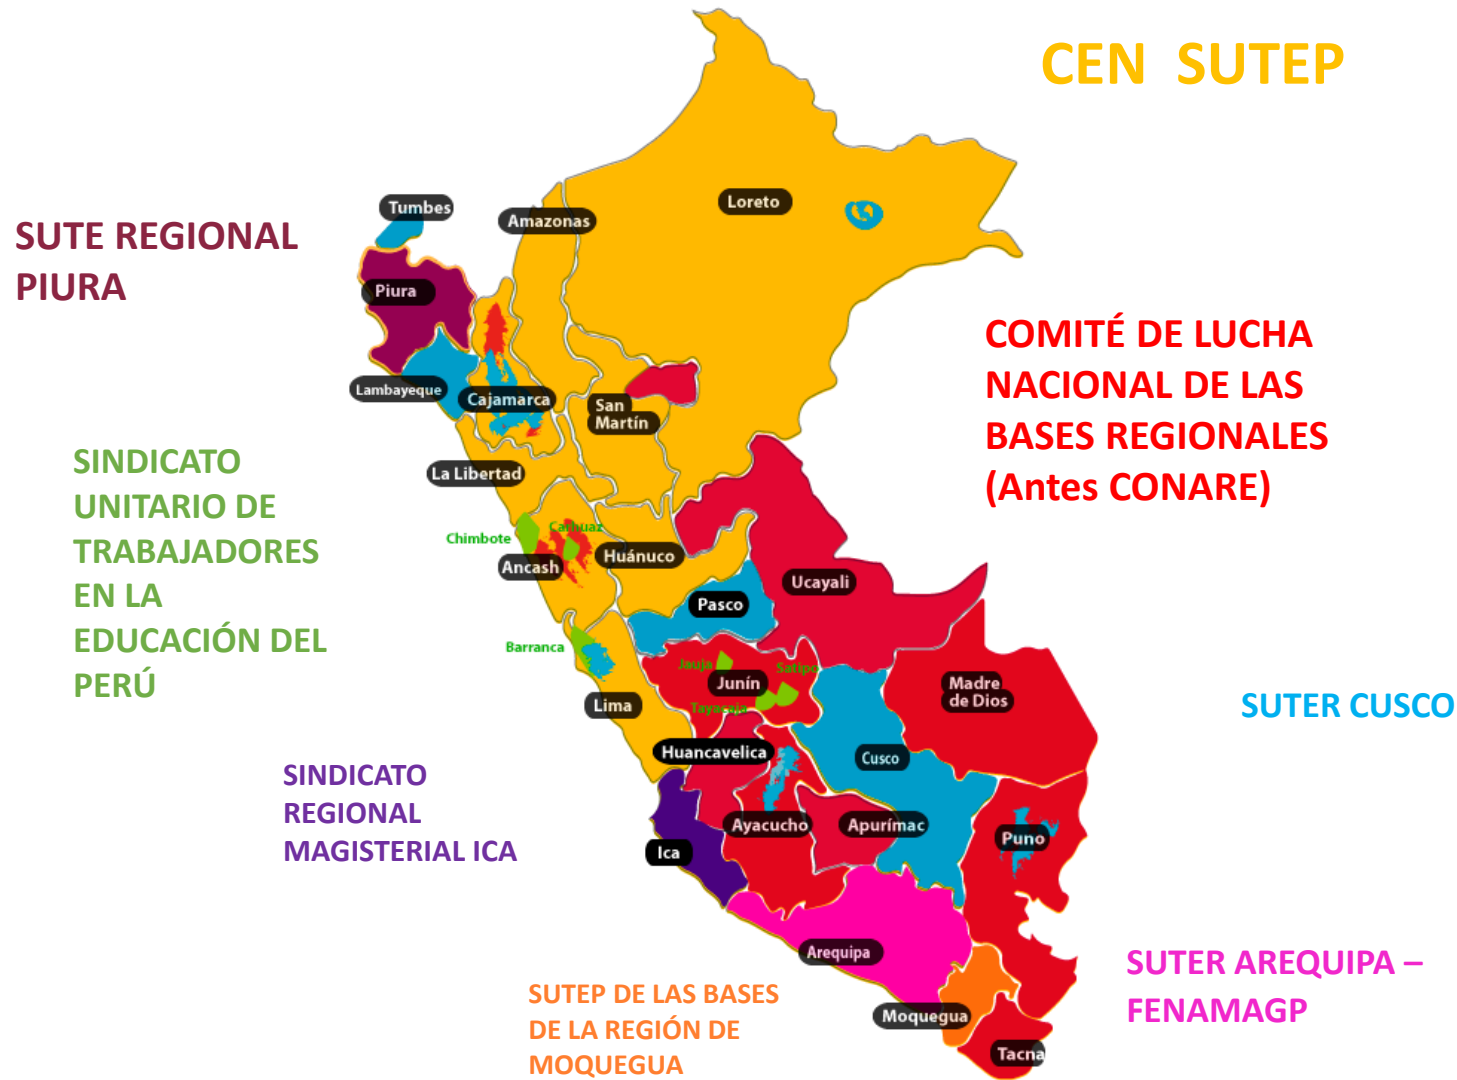 CEN SUTEP
Tumbes
Amazonas
Loreto
SUTE REGIONAL
PIURA
Piura
COMITÉ DE LUCHA
NACIONAL DE LAS
BASES REGIONALES
(Antes CONARE)
Lambayeque
Cajamarca
San
Martín
La Libertad
SINDICATO
UNITARIO DE
TRABAJADORES
EN LA
EDUCACIÓN DEL
PERÚ
Chimbote
Carhuaz
Ancash
Huánuco
Ucayali
Pasco
Barranca
Jauja
Satipo
Junín
Tayacaja
Lima
Madre
de Dios
SUTER CUSCO
Huancavelica
Cusco
SINDICATO
REGIONAL
MAGISTERIAL ICA
Ica
Ayacucho
Apurímac
Puno
Arequipa
SUTER AREQUIPA –
FENAMAGP
SUTEP DE LAS BASES
DE LA REGIÓN DE
MOQUEGUA
Moquegua
Tacna